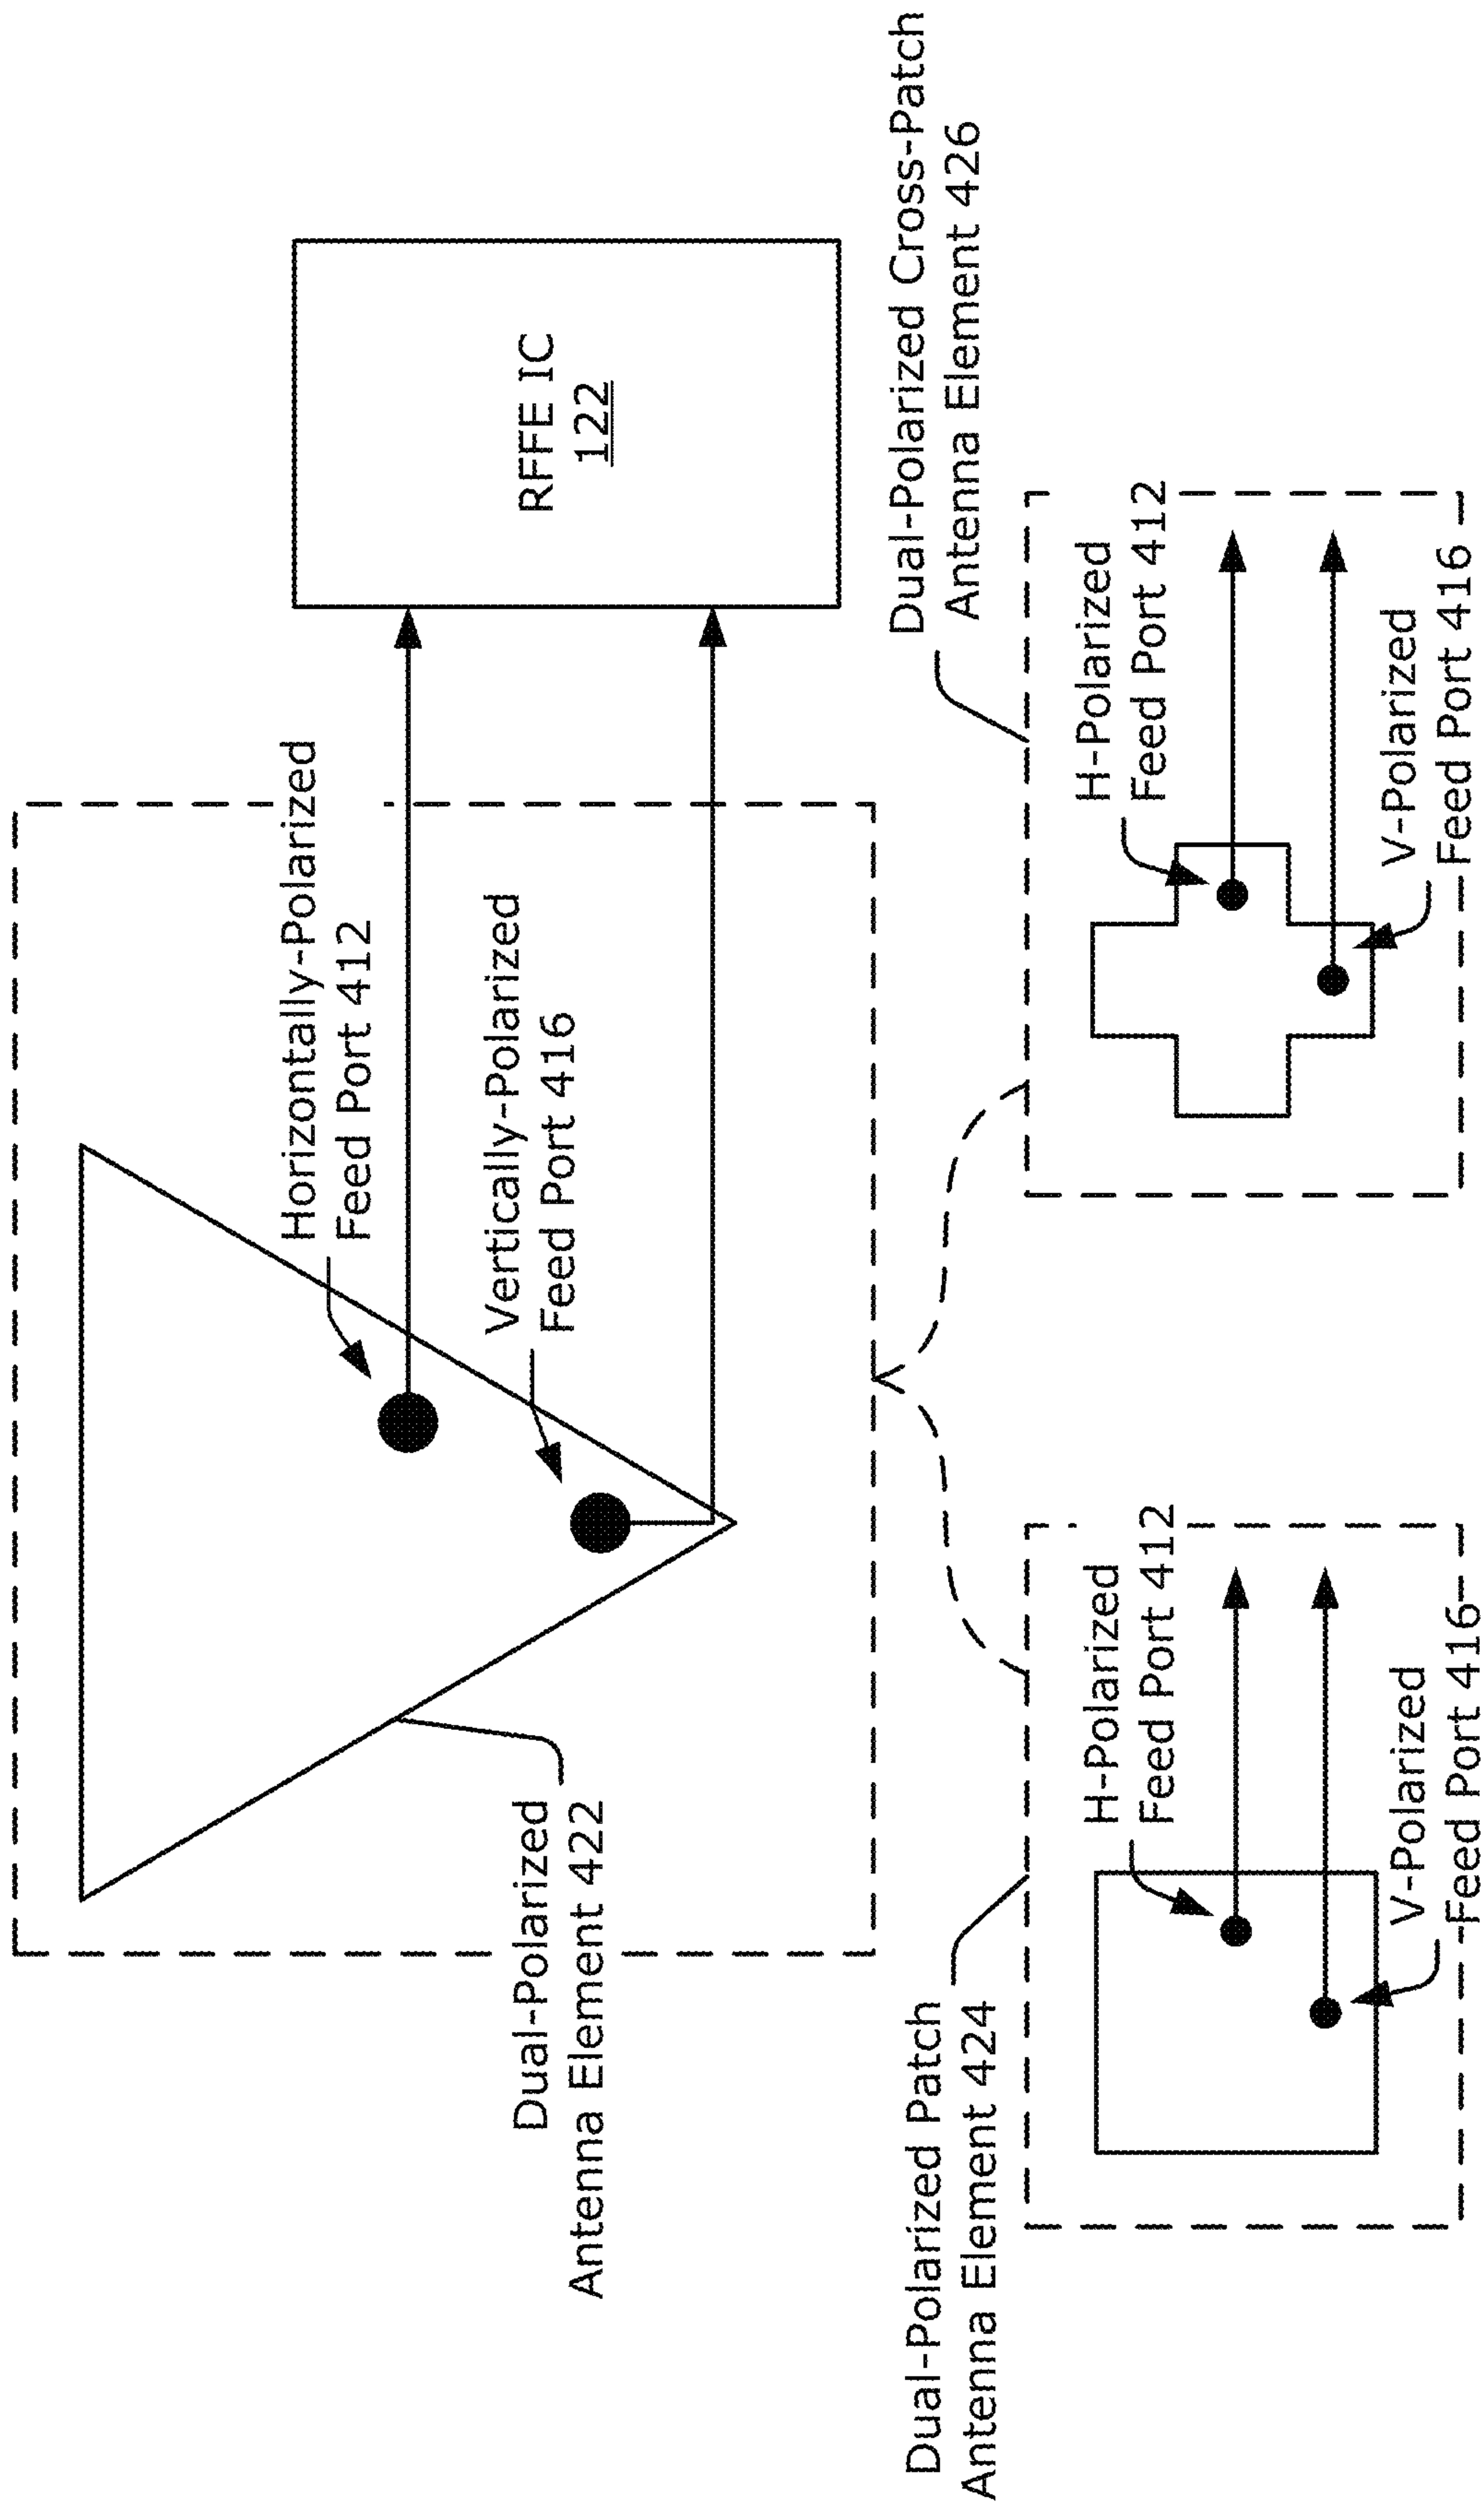 Horizontally-Polarized
Feed Port 412
Vertically-Polarized
Feed Port 416
RFFE IC
122
Dual-Polarized
Antenna Element 422
Dual-Polarized Patch
Antenna Element 424
H-Polarized
Feed Port 412
V-Polarized
Feed Port 416
Dual-Polarized Cross-Patch
Antenna Element 426
H-Polarized
Feed Port 412
V-Polarized
Feed Port 416